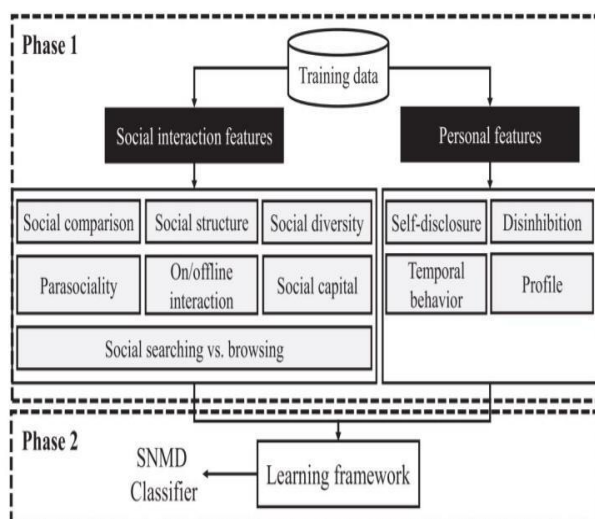 Phase 1
Training data
Social interaction features
Personal features
Social comparison
Social structure
Social diversity
Self-disclosure
Disinhibition
Parasociality
On/offline
interaction
Social capital
Temporal
behavior
Profile
Social searching vs. browsing
Phase 2
SNMD
Classifier
Learning framework